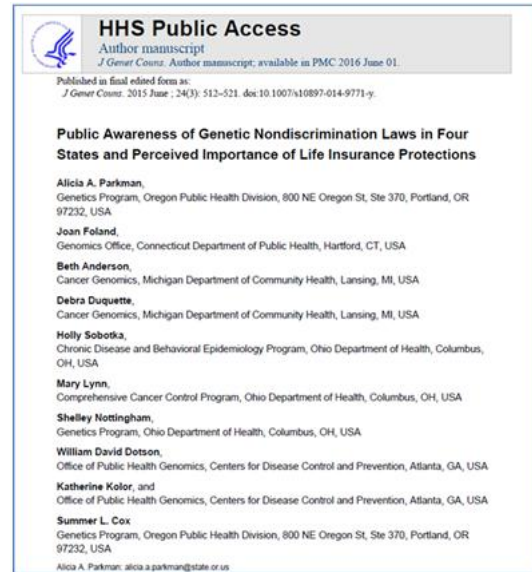 HHS Public Access
Author manuscript
J Genet Couns. Author manuscript; available in PMC 2016 June 01.
Published in final edited form as:
J Genet Couns. 2015 June ; 24(3): 512–521. doi:10.1007/s10897-014-9771-y.
Public Awareness of Genetic Nondiscrimination Laws in Four
States and Perceived Importance of Life Insurance Protections
Alicia A. Parkman,
Genetics Program, Oregon Public Health Division, 800 NE Oregon St, Ste 370, Portland, OR
97232, USA
Joan Foland,
Genomics Office, Connecticut Department of Public Health, Hartford, CT, USA
Beth Anderson,
Cancer Genomics, Michigan Department of Community Health, Lansing, MI, USA
Debra Duquette,
Cancer Genomics, Michigan Department of Community Health, Lansing, MI, USA
Holly Sobotka,
Chronic Disease and Behavioral Epidemiology Program, Ohio Department of Health, Columbus,
OH, USA
Mary Lynn,
Comprehensive Cancer Control Program, Ohio Department of Health, Columbus, OH, USA
Shelley Nottingham,
Genetics Program, Ohio Department of Health, Columbus, OH, USA
William David Dotson,
Office of Public Health Genomics, Centers for Disease Control and Prevention, Atlanta, GA, USA
Katherine Kolor, and
Office of Public Health Genomics, Centers for Disease Control and Prevention, Atlanta, GA, USA
Summer L. Cox
Genetics Program, Oregon Public Health Division, 800 NE Oregon St, Ste 370, Portland, OR
97232, USA
Alicia A. Parkman: alicia.a.parkman@state.or.us